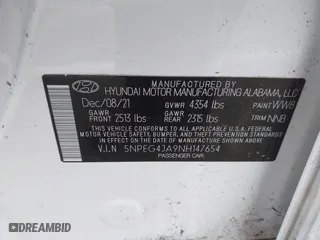 MANUFACTURED BY
HYUNDAI MOTOR MANUFACTURING ALABAMA, LLC
Dec/08/21 GVWR 4354 lbs PAINT WW8
GAWR FRONT 2513 lbs GAWR REAR 2315 lbs TRIM NNB
THIS VEHICLE CONFORMS TO ALL APPLICABLE U.S. FEDERAL MOTOR
VEHICLE SAFETY, BUMPER, AND THEFT PREVENTION STANDARDS
IN EFFECT ON THE DATE OF MANUFACTURE SHOWN ABOVE.
V.I.N 5NPEG4JA9NH147654
PASSENGER CAR
© DEALERSHIP.CLICK